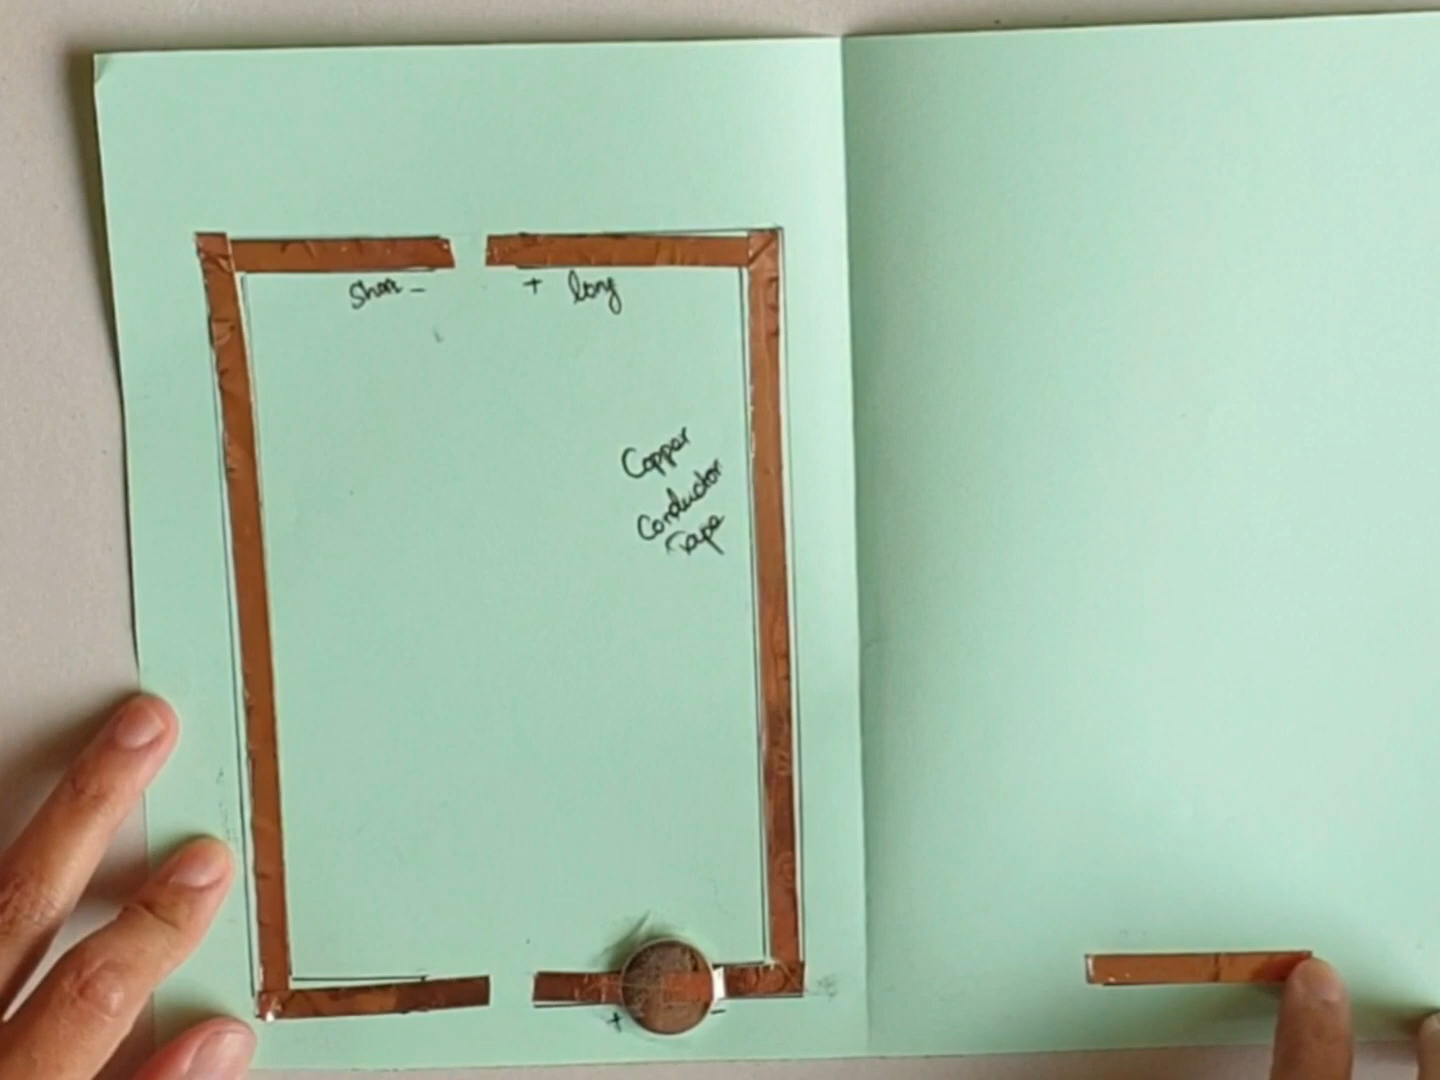 Short - + long
Copper
Conductor
Tape
+ -